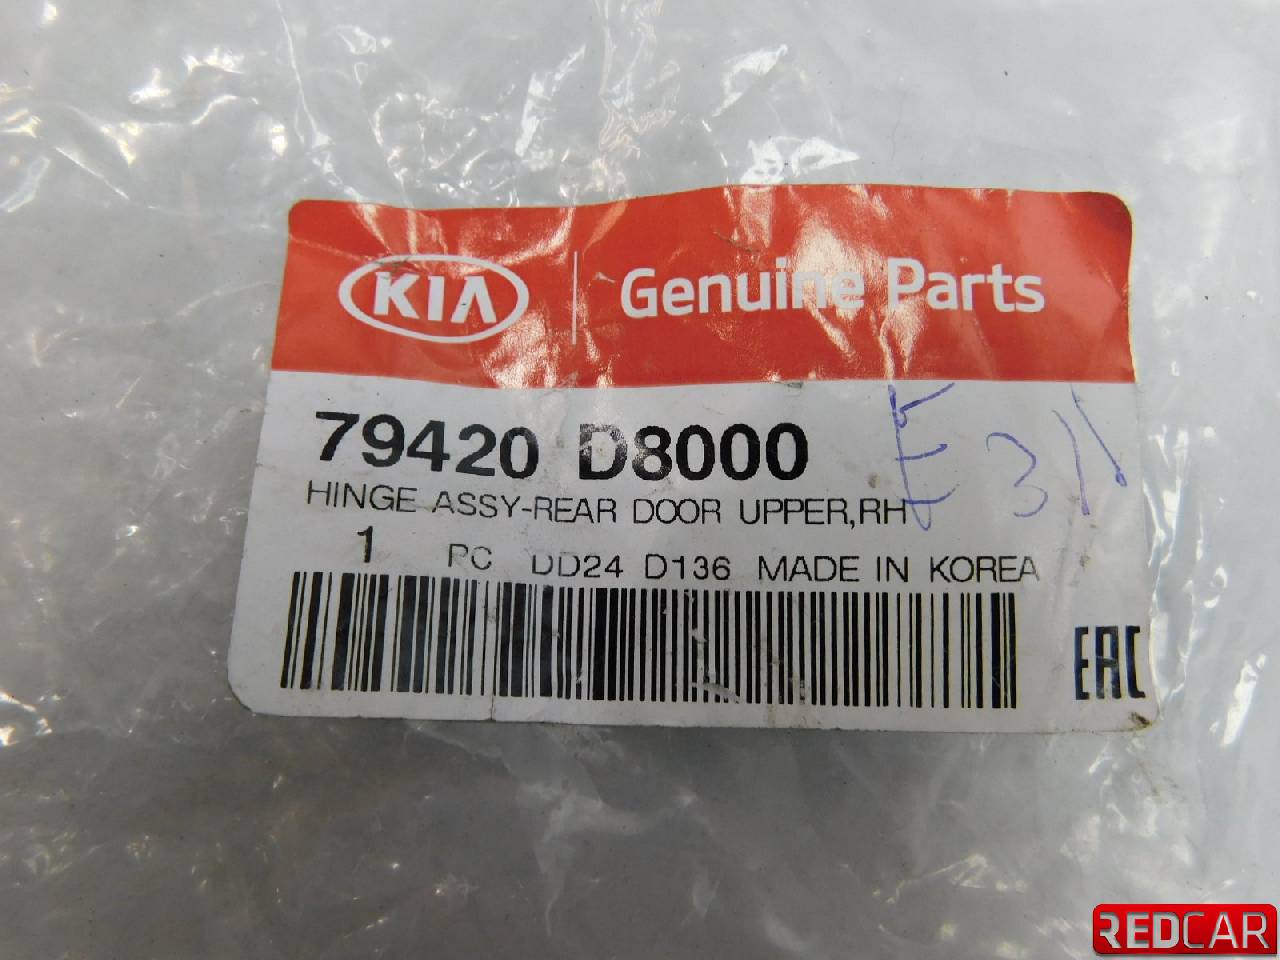 KIA Genuine Parts
79420 D8000
E 311
HINGE ASSY-REAR DOOR UPPER,RH
1 PC DD24 D136 MADE IN KOREA
EAC
REDCAR